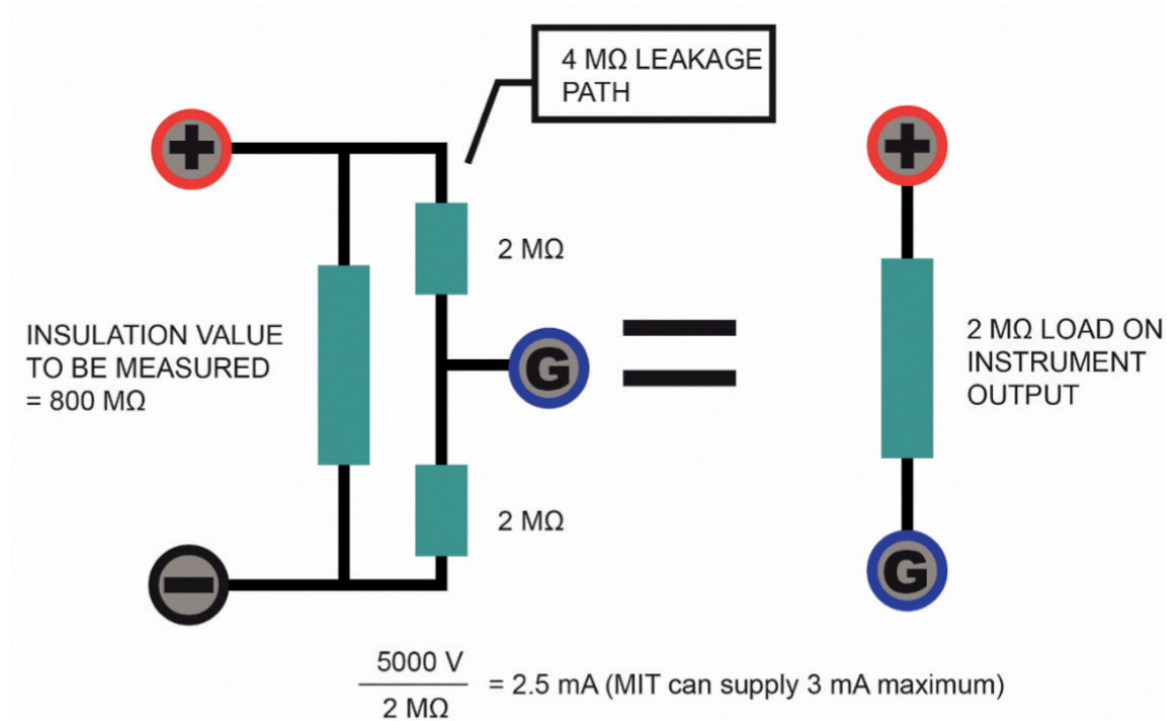 4 MΩ LEAKAGE
PATH
+
+
2 MΩ
INSULATION VALUE
TO BE MEASURED
= 800 MΩ
G
2 MΩ LOAD ON
INSTRUMENT
OUTPUT
2 MΩ
−
G
5000 V
2 MΩ
= 2.5 mA (MIT can supply 3 mA maximum)